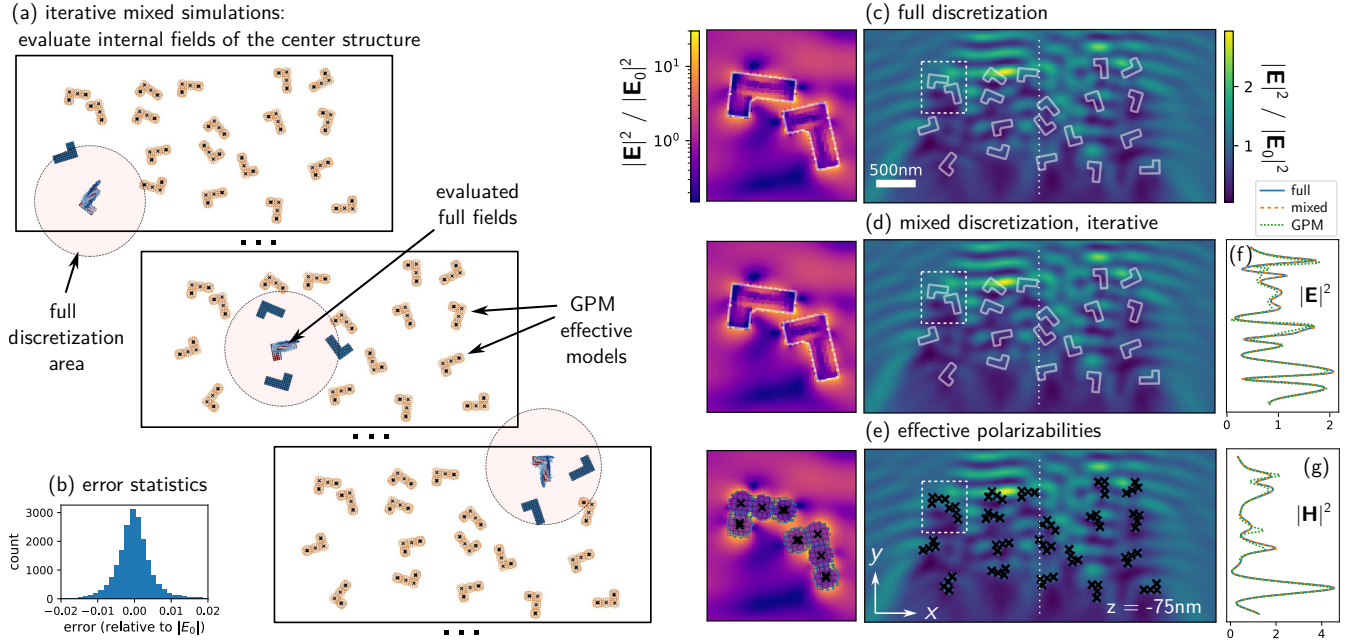 (a) iterative mixed simulations:
evaluate internal fields of the center structure
evaluated
full fields
full
discretization
area
GPM
effective
models
(b) error statistics
3000
2000
1000
0
count
−0.02 −0.01 0.00 0.01 0.02
error (relative to |E0|)
|E|² / |E0|²
10¹
10⁰
(c) full discretization
500nm
2
1
|E|² / |E0|²
full
mixed
GPM
(d) mixed discretization, iterative
(f)
|E|²
0 1 2
(e) effective polarizabilities
y
x
z = -75nm
(g)
|H|²
0 2 4